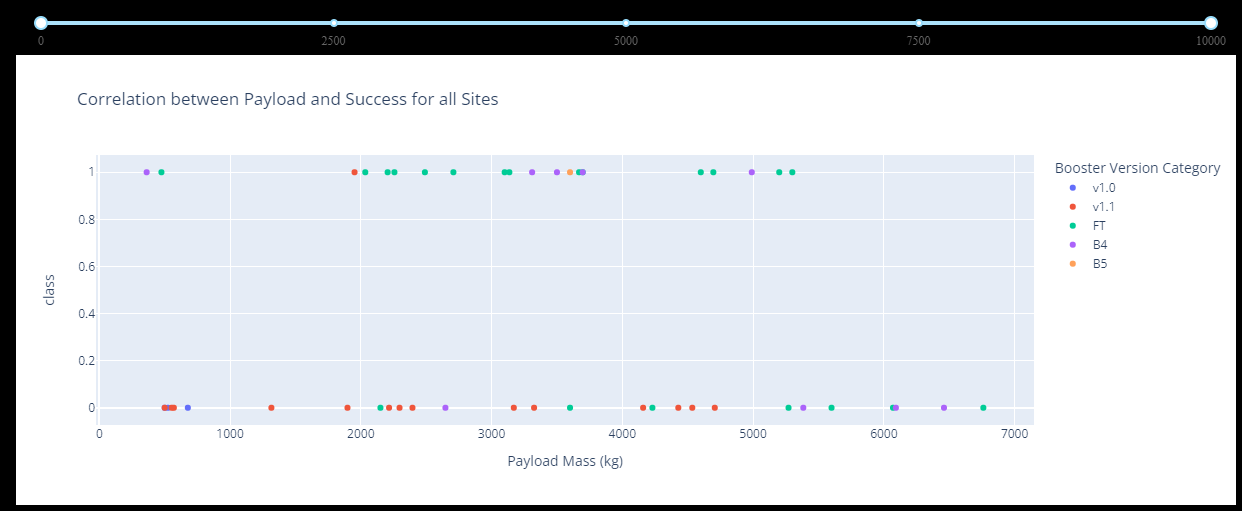 0 2500 5000 7500 10000
Correlation between Payload and Success for all Sites
Booster Version Category
v1.0
v1.1
FT
B4
B5
class
1
0.8
0.6
0.4
0.2
0
0 1000 2000 3000 4000 5000 6000 7000
Payload Mass (kg)